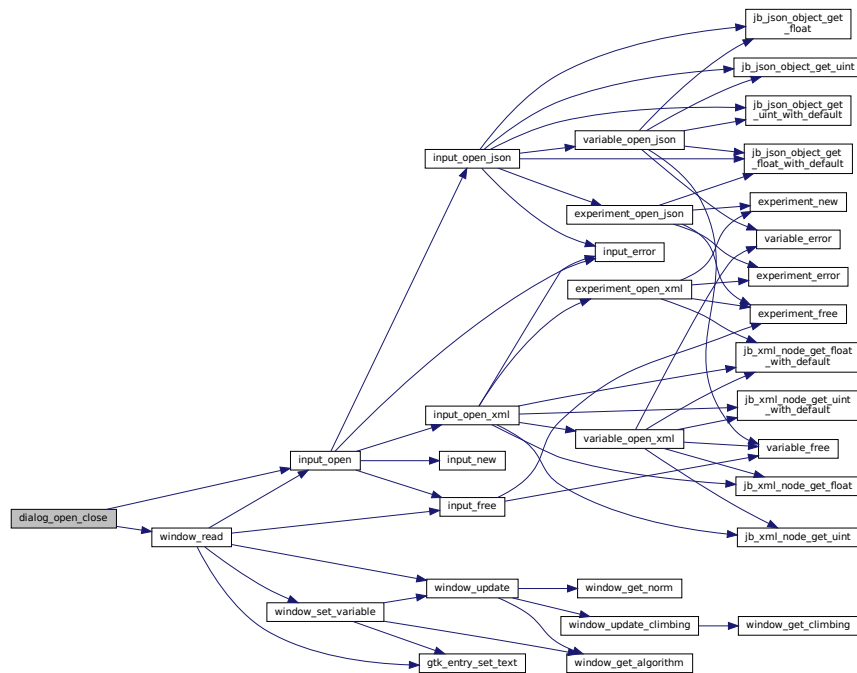 jb_json_object_get
_float
jb_json_object_get_uint
jb_json_object_get
_uint_with_default
variable_open_json
jb_json_object_get
_float_with_default
input_open_json
experiment_new
experiment_open_json
variable_error
input_error
experiment_error
experiment_open_xml
experiment_free
jb_xml_node_get_float
_with_default
jb_xml_node_get_uint
_with_default
input_open_xml
variable_open_xml
variable_free
input_open
input_new
jb_xml_node_get_float
input_free
dialog_open_close
window_read
jb_xml_node_get_uint
window_update
window_get_norm
window_set_variable
window_update_climbing
window_get_climbing
gtk_entry_set_text
window_get_algorithm